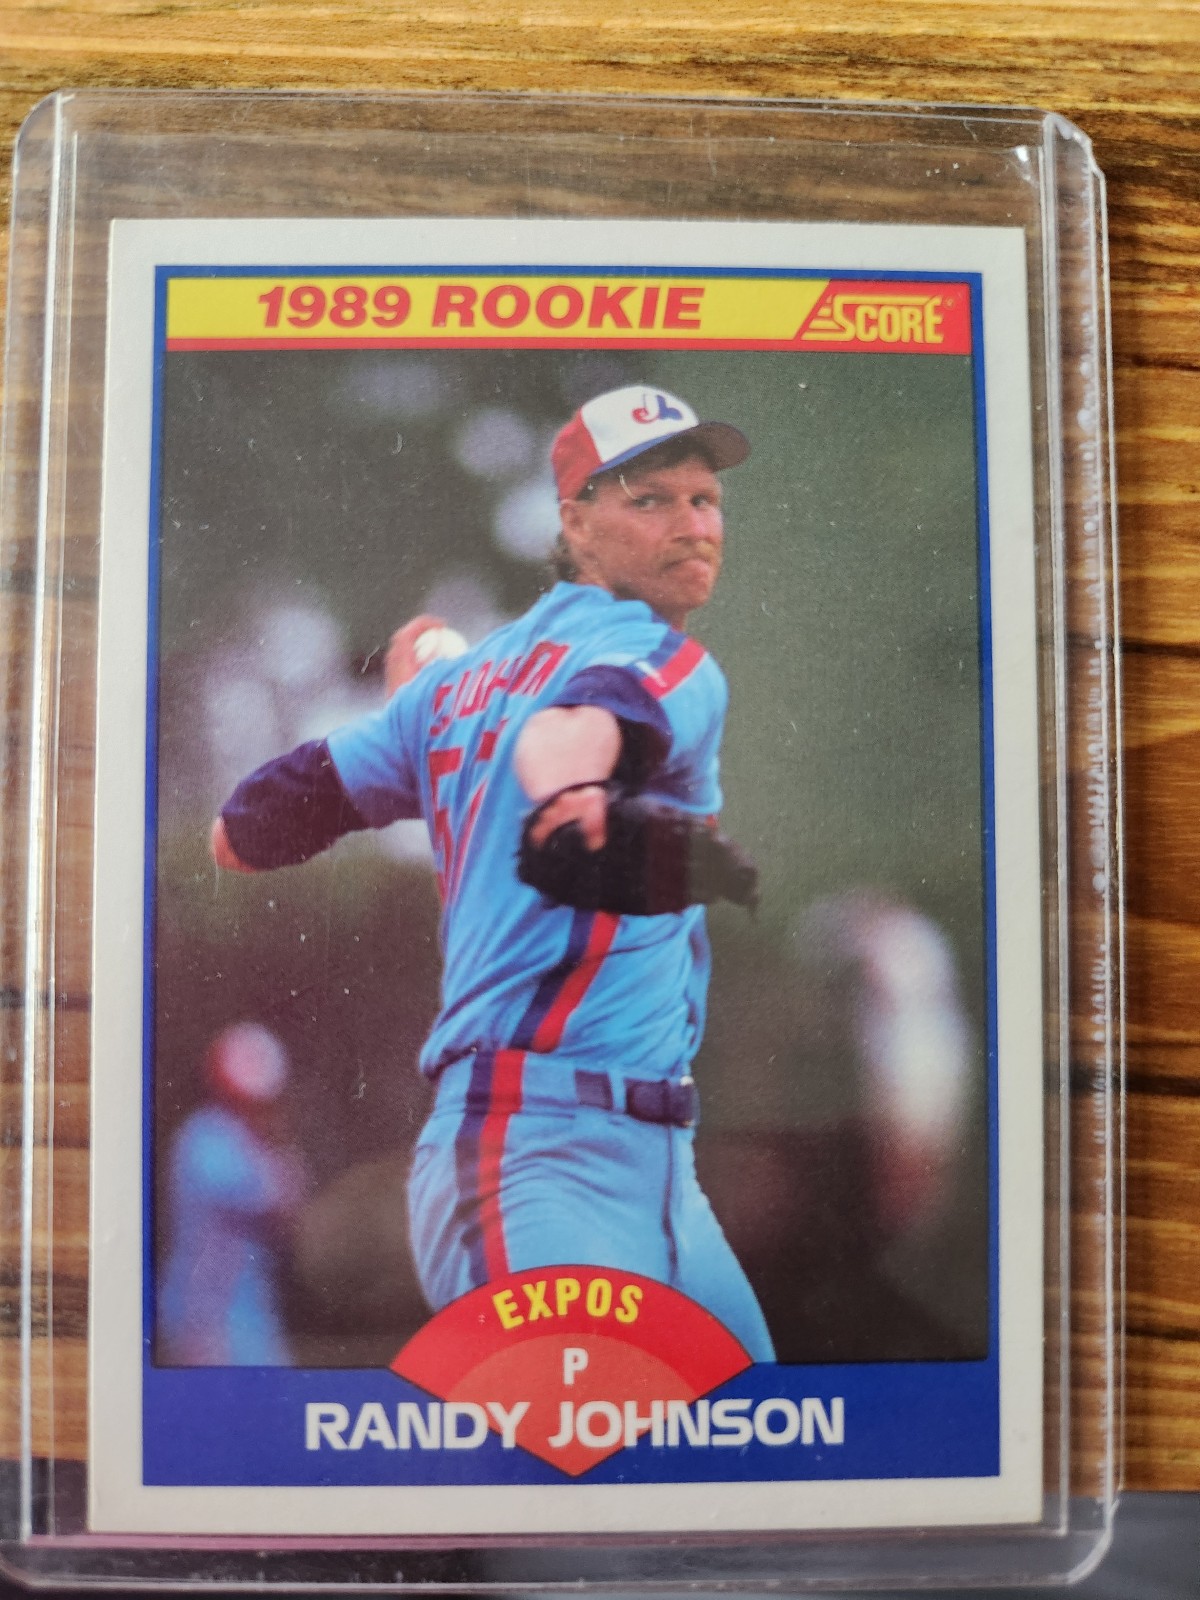 1989 ROOKIE SCORE®
EXPOS
P
RANDY JOHNSON